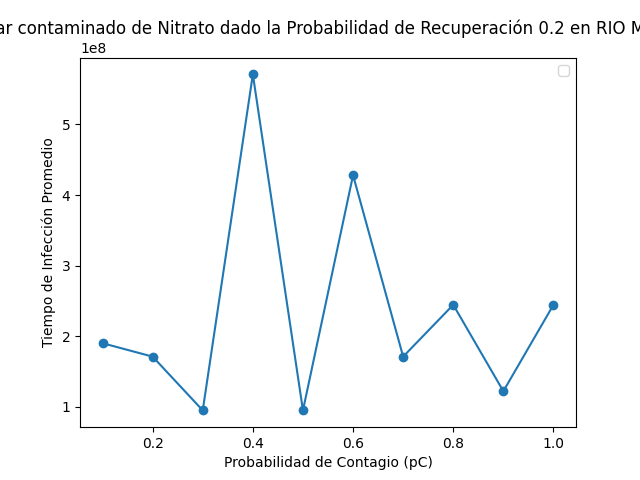 ar contaminado de Nitrato dado la Probabilidad de Recuperación 0.2 en RIO M
1e8
5
4
3
2
1
Tiempo de Infección Promedio
0.2 0.4 0.6 0.8 1.0
Probabilidad de Contagio (pC)